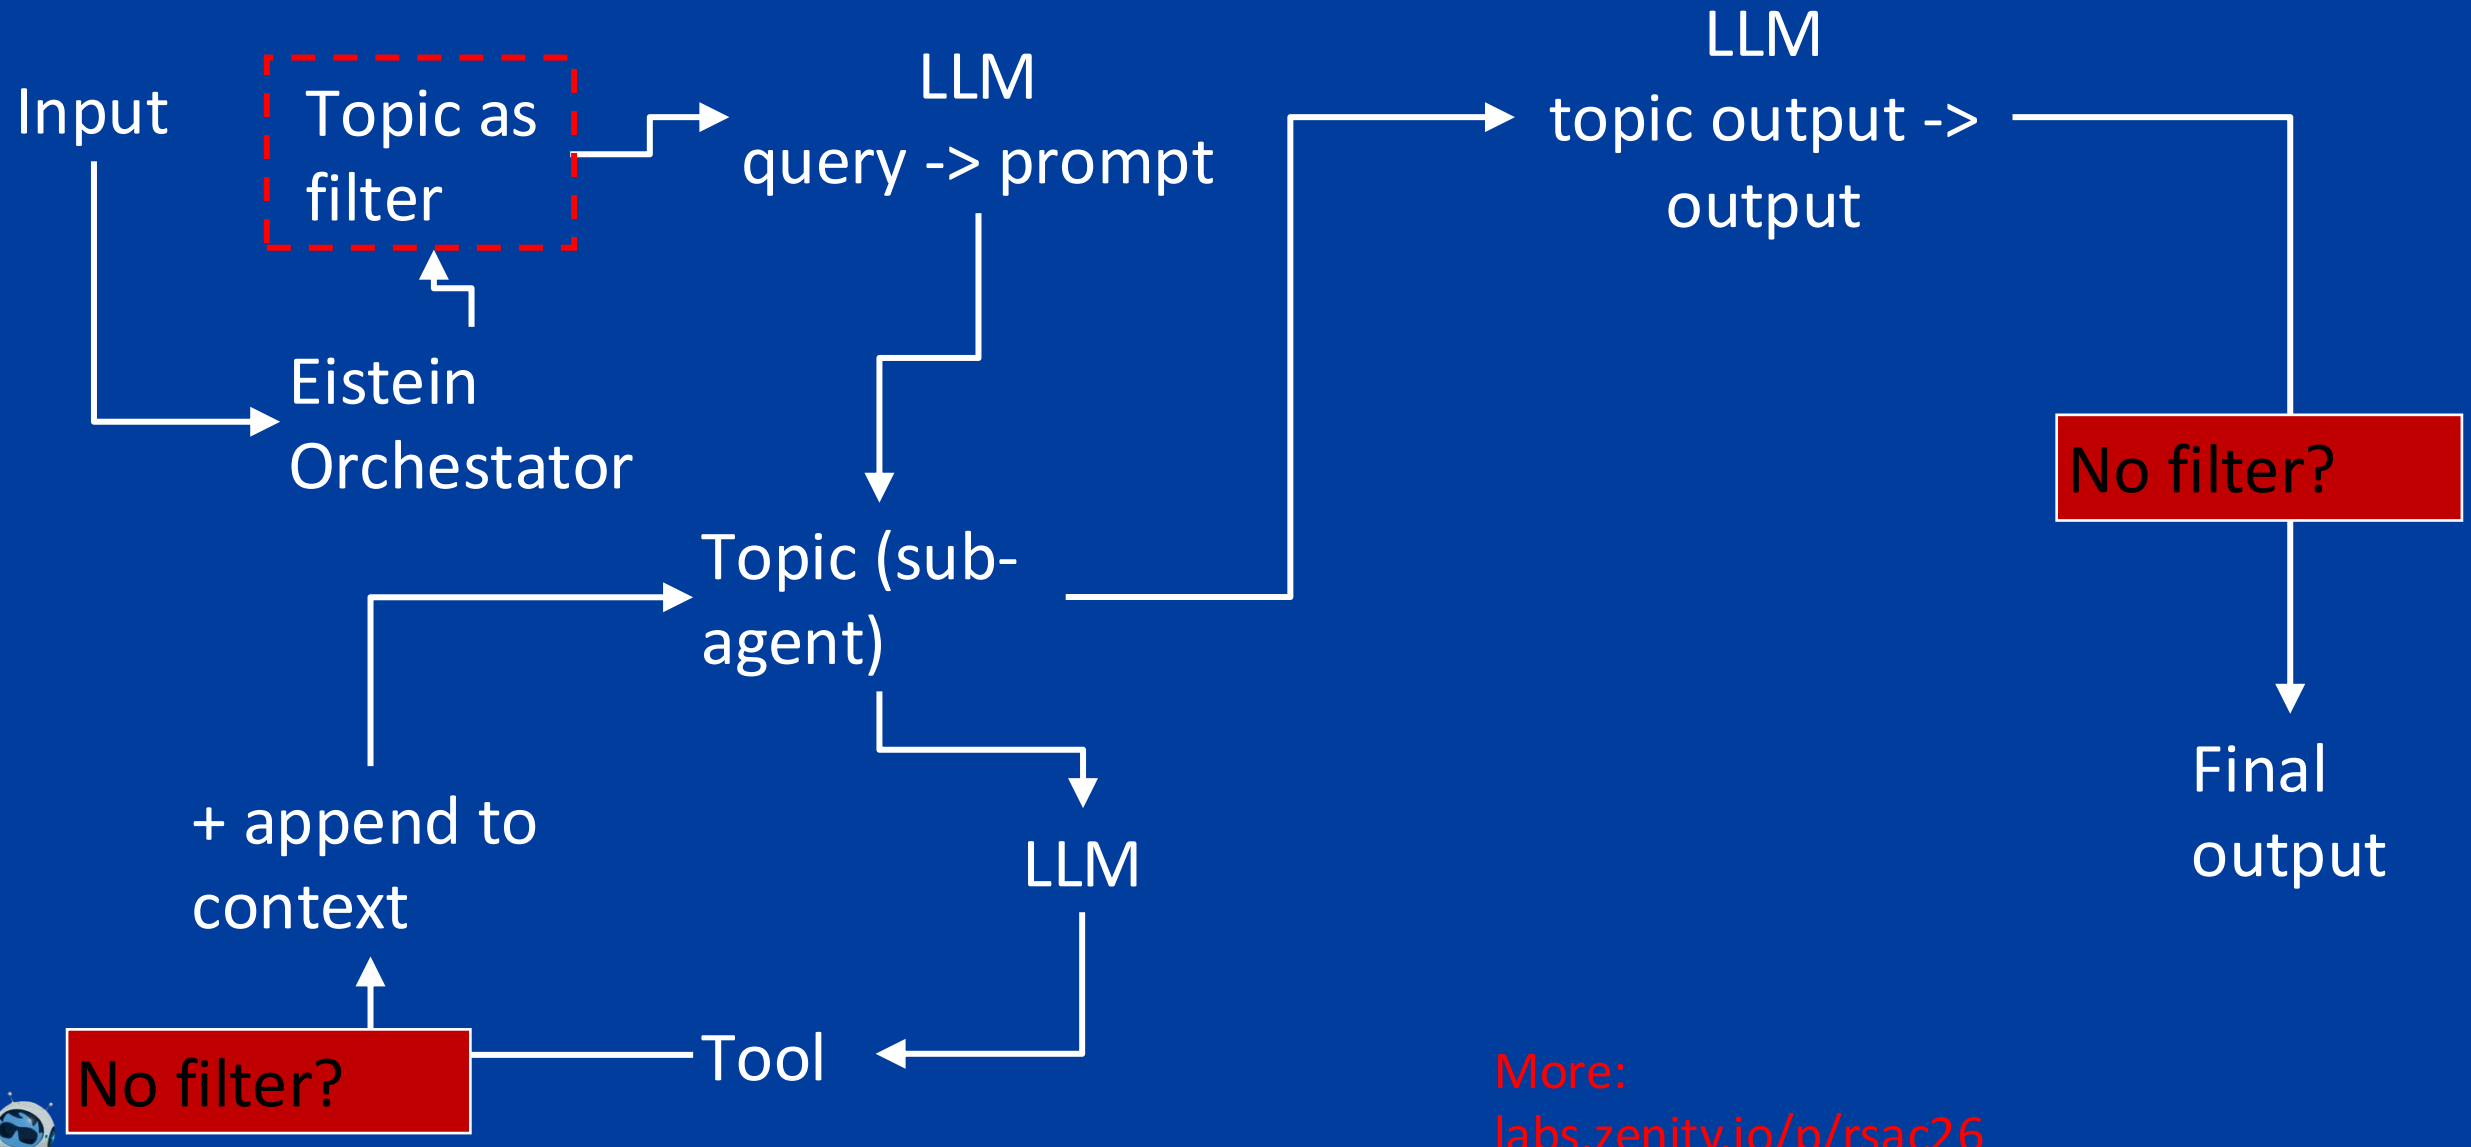 Input
Topic as
filter
LLM
query -> prompt
LLM
topic output ->
output
Eistein
Orchestator
No filter?
Topic (sub-
agent)
Final
output
+ append to
context
LLM
No filter?
Tool
More:
labs.zenity.io/p/rsac26